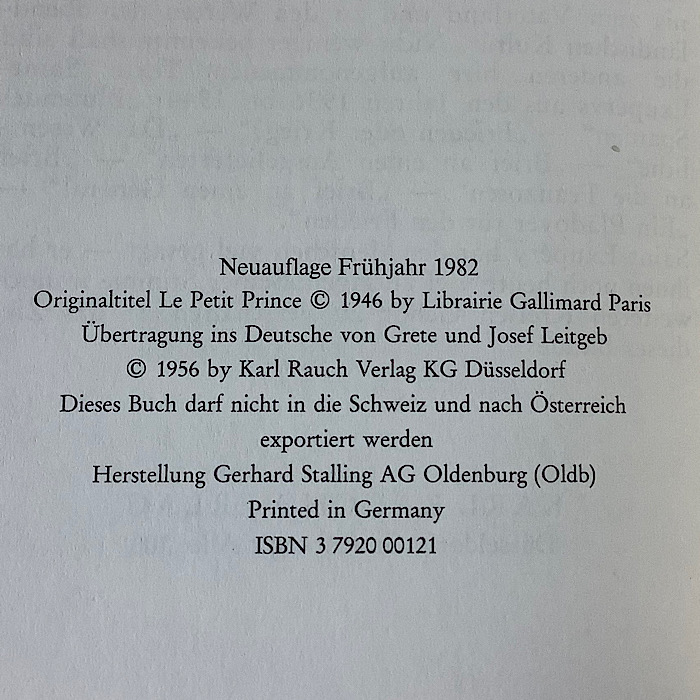 Neuauflage Frühjahr 1982
Originaltitel Le Petit Prince © 1946 by Librairie Gallimard Paris
Übertragung ins Deutsche von Grete und Josef Leitgeb
© 1956 by Karl Rauch Verlag KG Düsseldorf
Dieses Buch darf nicht in die Schweiz und nach Österreich
exportiert werden
Herstellung Gerhard Stalling AG Oldenburg (Oldb)
Printed in Germany
ISBN 3 7920 00121